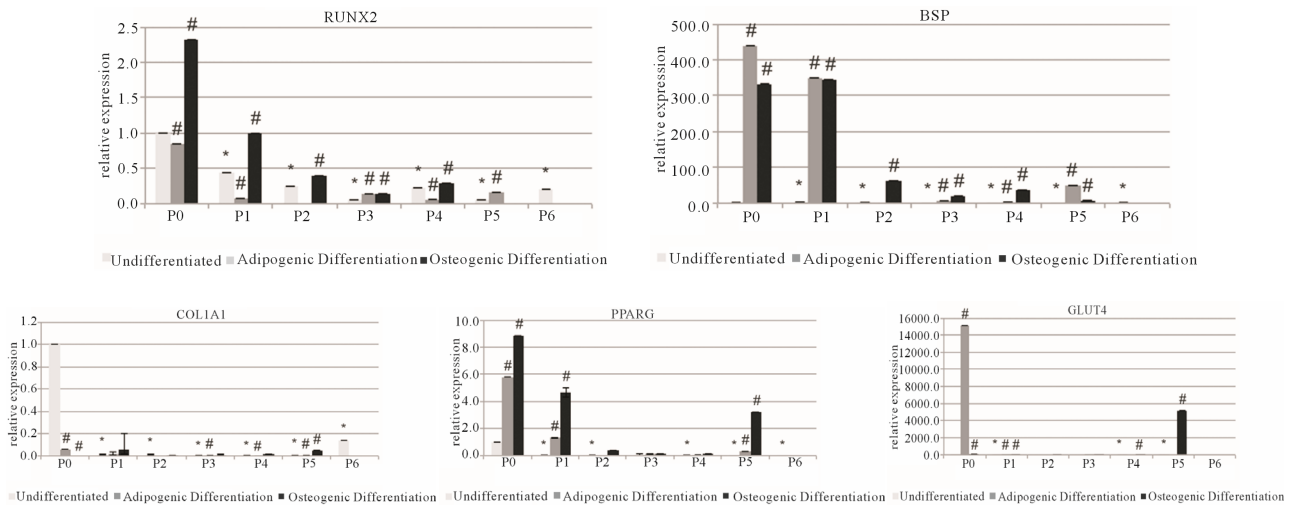 RUNX2
relative expression
2.5
2.0
1.5
1.0
0.5
0.0
# # * # # * # * # # * # # * # *
P0 P1 P2 P3 P4 P5 P6
Undifferentiated Adipogenic Differentiation Osteogenic Differentiation
BSP
relative expression
500.0
400.0
300.0
200.0
100.0
0.0
# # * # # * # * # # * # # * # # *
P0 P1 P2 P3 P4 P5 P6
Undifferentiated Adipogenic Differentiation Osteogenic Differentiation
COL1A1
relative expression
1.2
1.0
0.8
0.6
0.4
0.2
0.0
# # * * * # * # * # # *
P0 P1 P2 P3 P4 P5 P6
Undifferentiated Adipogenic Differentiation Osteogenic Differentiation
PPARG
relative expression
10.0
8.0
6.0
4.0
2.0
0.0
# # * # # * * * # # *
P0 P1 P2 P3 P4 P5 P6
Undifferentiated Adipogenic Differentiation Osteogenic Differentiation
GLUT4
relative expression
16000.0
14000.0
12000.0
10000.0
8000.0
6000.0
4000.0
2000.0
0.0
# # * # # * # * #
P0 P1 P2 P3 P4 P5 P6
Undifferentiated Adipogenic Differentiation Osteogenic Differentiation